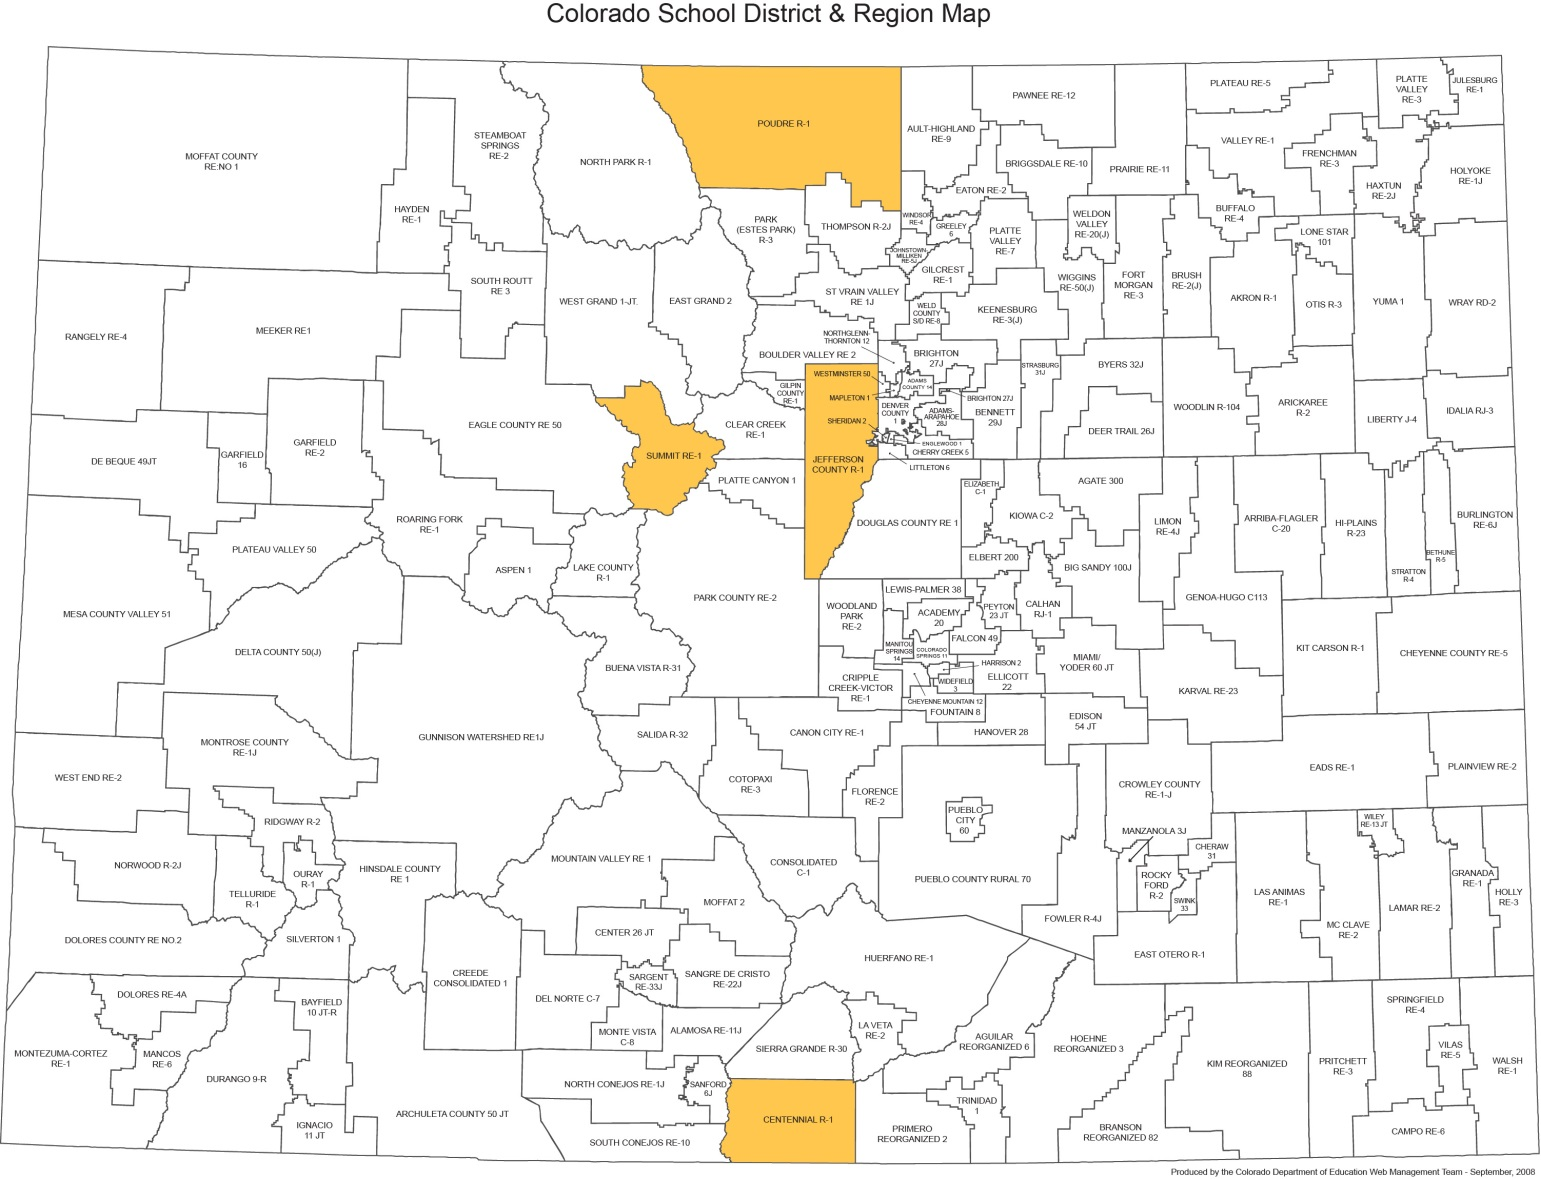 Colorado School District & Region Map
MOFFAT COUNTY
RE:NO 1
HAYDEN
RE-1
STEAMBOAT
SPRINGS
RE-2
NORTH PARK R-1
POUDRE R-1
AULT-HIGHLAND
RE-9
PAWNEE RE-12
BRIGGSDALE RE-10
PRAIRIE RE-11
PLATEAU RE-5
VALLEY RE-1
FRENCHMAN
RE-3
PLATTE
VALLEY
RE-3
JULESBURG
RE-1
HAXTUN
RE-2J
HOLYOKE
RE-1J
BUFFALO
RE-4
LONE STAR
101
EATON RE-2
WINDSOR
RE-4
GREELEY
6
PLATTE
VALLEY
RE-7
WELDON
VALLEY
RE-20(J)
PARK
(ESTES PARK)
R-3
THOMPSON R-2J
JOHNSTOWN-
MILLIKEN
RE-5J
GILCREST
RE-1
ST VRAIN VALLEY
RE 1J
WELD
COUNTY
S/D RE-8
KEENESBURG
RE-3(J)
WIGGINS
RE-50(J)
FORT
MORGAN
RE-3
BRUSH
RE-2(J)
AKRON R-1
OTIS R-3
YUMA 1
WRAY RD-2
SOUTH ROUTT
RE 3
WEST GRAND 1-JT.
EAST GRAND 2
RANGELY RE-4
MEEKER RE1
NORTHGLENN-
THORNTON 12
BOULDER VALLEY RE 2
BRIGHTON
27J
WESTMINSTER 50
ADAMS
COUNTY 14
MAPLETON 1
BRIGHTON 27J
GILPIN
COUNTY
RE-1
DENVER
COUNTY
1
ADAMS-
ARAPAHOE
28J
BENNETT
29J
STRASBURG
31J
BYERS 32J
DEER TRAIL 26J
WOODLIN R-104
ARICKAREE
R-2
LIBERTY J-4
IDALIA RJ-3
SHERIDAN 2
ENGLEWOOD 1
CHERRY CREEK 5
LITTLETON 6
CLEAR CREEK
RE-1
EAGLE COUNTY RE 50
SUMMIT RE-1
JEFFERSON
COUNTY R-1
PLATTE CANYON 1
DE BEQUE 49JT
GARFIELD
16
GARFIELD
RE-2
ROARING FORK
RE-1
PLATEAU VALLEY 50
ASPEN 1
LAKE COUNTY
R-1
PARK COUNTY RE-2
DOUGLAS COUNTY RE 1
ELIZABETH
C-1
KIOWA C-2
AGATE 300
ELBERT 200
BIG SANDY 100J
LIMON
RE-4J
ARRIBA-FLAGLER
C-20
HI-PLAINS
R-23
STRATTON
R-4
BETHUNE
R-5
BURLINGTON
RE-6J
GENOA-HUGO C113
MESA COUNTY VALLEY 51
DELTA COUNTY 50(J)
BUENA VISTA R-31
WOODLAND
PARK
RE-2
LEWIS-PALMER 38
ACADEMY
20
PEYTON
23 JT
CALHAN
RJ-1
FALCON 49
MANITOU
SPRINGS
14
COLORADO
SPRINGS 11
HARRISON 2
WIDEFIELD
3
ELLICOTT
22
MIAMI/
YODER 60 JT
CRIPPLE
CREEK-VICTOR
RE-1
CHEYENNE MOUNTAIN 12
FOUNTAIN 8
HANOVER 28
EDISON
54 JT
KARVAL RE-23
KIT CARSON R-1
CHEYENNE COUNTY RE-5
GUNNISON WATERSHED RE1J
MONTROSE COUNTY
RE-1J
WEST END RE-2
SALIDA R-32
CANON CITY RE-1
COTOPAXI
RE-3
FLORENCE
RE-2
PUEBLO
CITY
60
PUEBLO COUNTY RURAL 70
CROWLEY COUNTY
RE-1-J
EADS RE-1
PLAINVIEW RE-2
MANZANOLA 3J
CHERAW
31
ROCKY
FORD
R-2
SWINK
33
FOWLER R-4J
EAST OTERO R-1
LAS ANIMAS
RE-1
WILEY
RE-13 JT
MC CLAVE
RE-2
LAMAR RE-2
GRANADA
RE-1
HOLLY
RE-3
RIDGWAY R-2
NORWOOD R-2J
TELLURIDE
R-1
OURAY
R-1
HINSDALE COUNTY
RE 1
MOUNTAIN VALLEY RE 1
CONSOLIDATED
C-1
MOFFAT 2
CENTER 26 JT
DOLORES COUNTY RE NO.2
SILVERTON 1
CREEDE
CONSOLIDATED 1
SARGENT
RE-33J
SANGRE DE CRISTO
RE-22J
HUERFANO RE-1
DEL NORTE C-7
MONTE VISTA
C-8
ALAMOSA RE-11J
SIERRA GRANDE R-30
LA VETA
RE-2
AGUILAR
REORGANIZED 6
HOEHNE
REORGANIZED 3
DOLORES RE-4A
BAYFIELD
10 JT-R
MONTEZUMA-CORTEZ
RE-1
MANCOS
RE-6
DURANGO 9-R
IGNACIO
11 JT
ARCHULETA COUNTY 50 JT
NORTH CONEJOS RE-1J
SANFORD
6J
SOUTH CONEJOS RE-10
CENTENNIAL R-1
PRIMERO
REORGANIZED 2
TRINIDAD
1
BRANSON
REORGANIZED 82
KIM REORGANIZED
88
PRITCHETT
RE-3
SPRINGFIELD
RE-4
VILAS
RE-5
WALSH
RE-1
CAMPO RE-6
Produced by the Colorado Department of Education Web Management Team - September, 2008